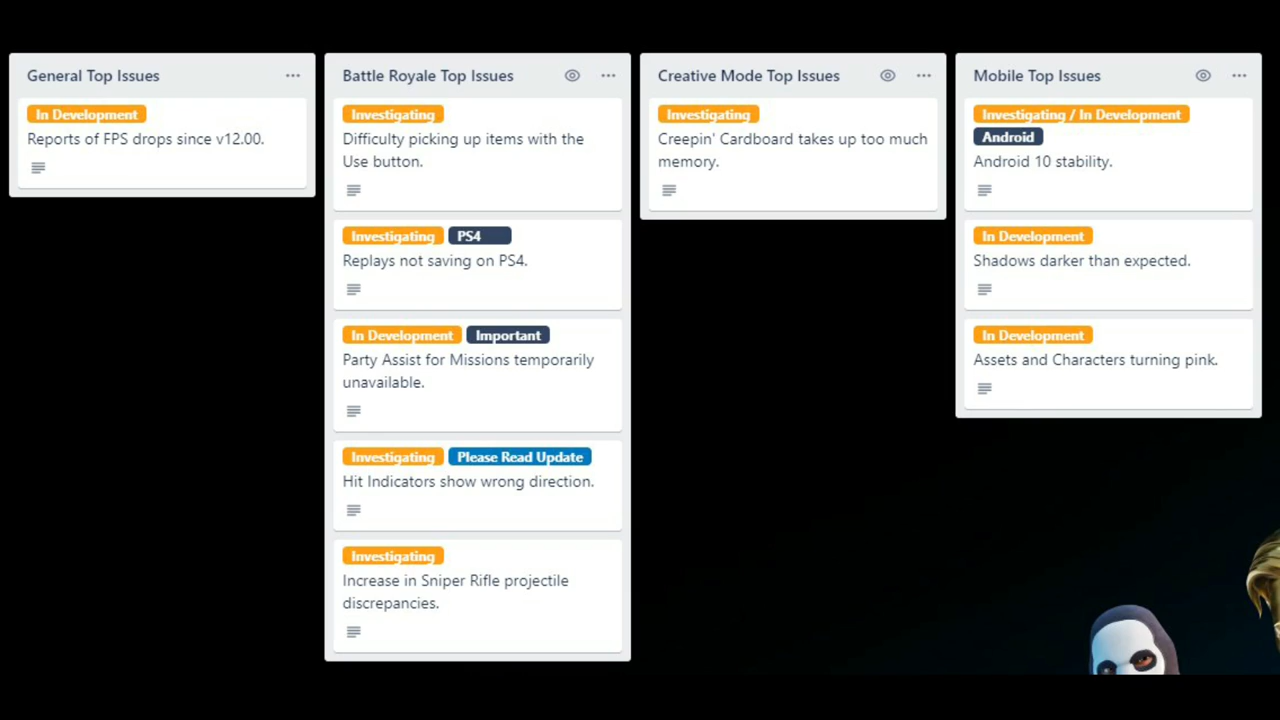 General Top Issues
In Development
Reports of FPS drops since v12.00.
Battle Royale Top Issues
Investigating
Difficulty picking up items with the
Use button.
Investigating PS4
Replays not saving on PS4.
In Development Important
Party Assist for Missions temporarily
unavailable.
Investigating Please Read Update
Hit Indicators show wrong direction.
Investigating
Increase in Sniper Rifle projectile
discrepancies.
Creative Mode Top Issues
Investigating
Creepin' Cardboard takes up too much
memory.
Mobile Top Issues
Investigating / In Development
Android
Android 10 stability.
In Development
Shadows darker than expected.
In Development
Assets and Characters turning pink.